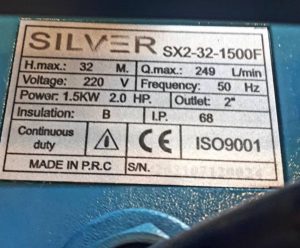 SILVER SX2-32-1500F
H.max.: 32 M. Q.max.: 249 L/min
Voltage: 220 V Frequency: 50 Hz
Power: 1.5KW 2.0 HP. Outlet: 2"
Insulation: B I.P. 68
Continuous duty CE ISO9001
MADE IN P.R.C S/N.